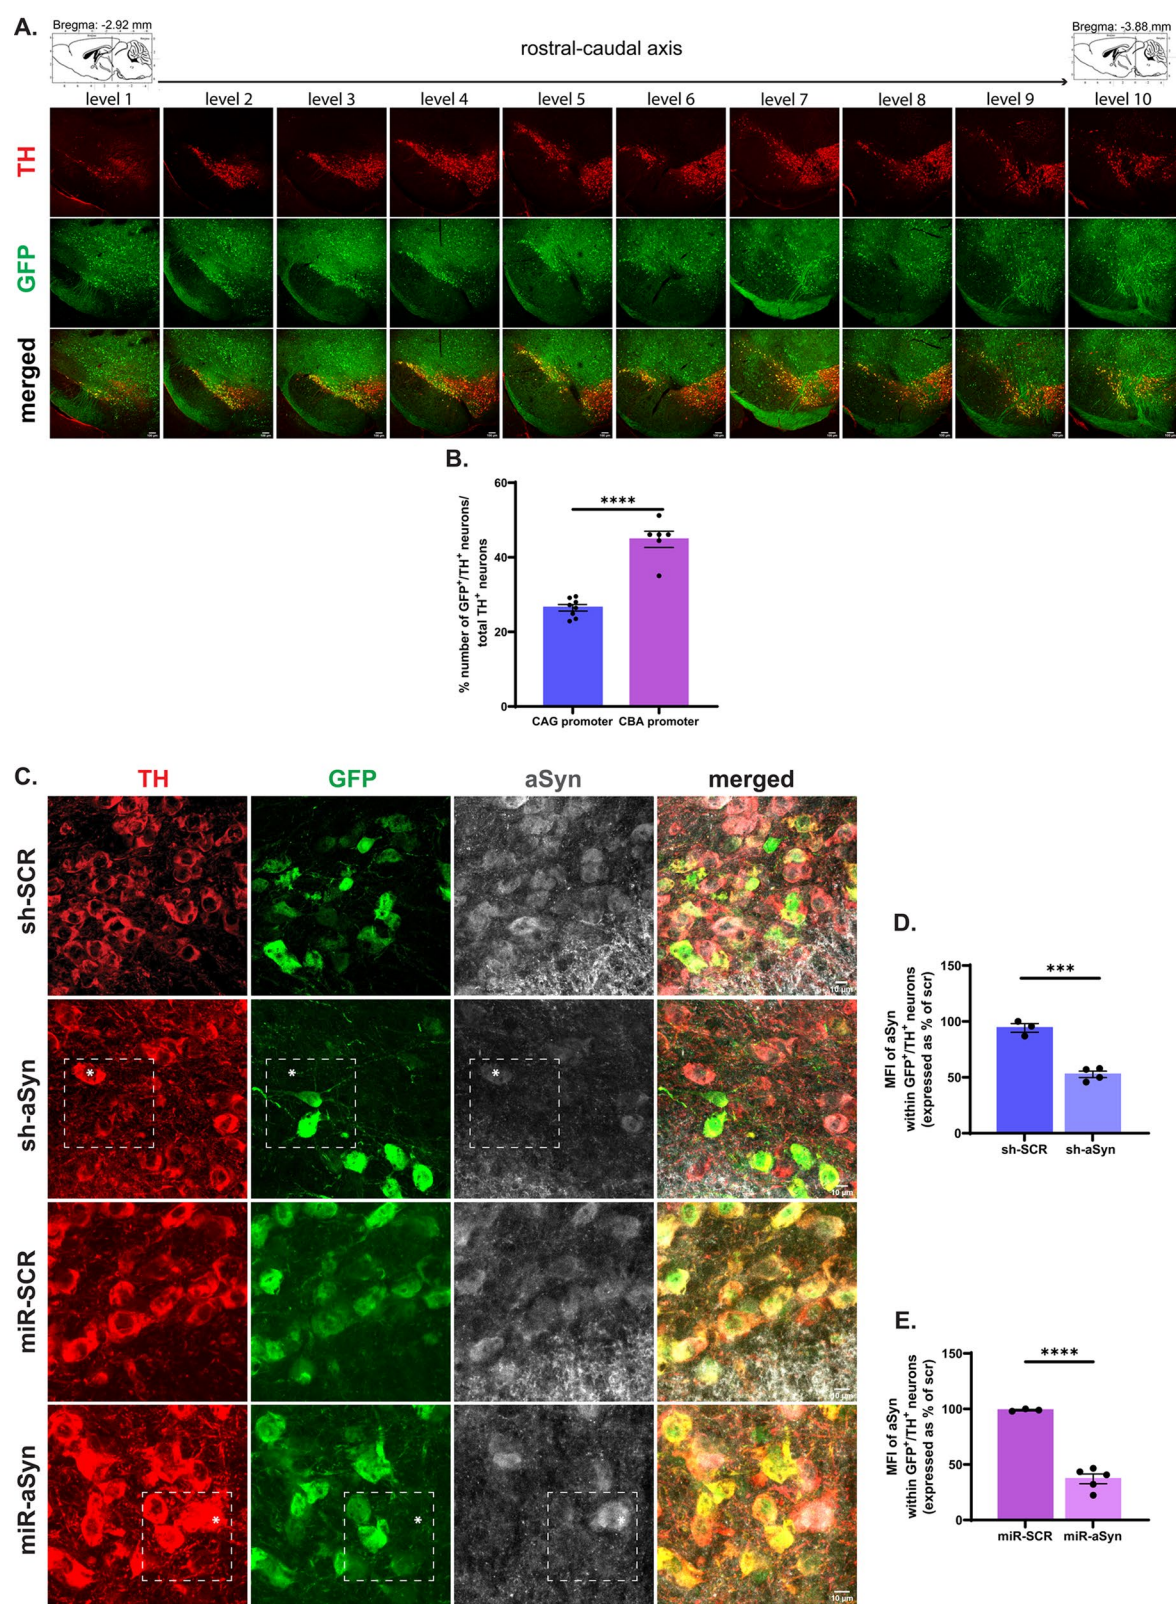 A.
Bregma: -2.92 mm
Bregma: -3.88 mm
rostral-caudal axis
level 1 level 2 level 3 level 4 level 5 level 6 level 7 level 8 level 9 level 10
TH
GFP
merged
B.
60
40
20
0
% number of GFP⁺/TH⁺ neurons/
total TH⁺ neurons
****
CAG promoter CBA promoter
C.
TH GFP aSyn merged
sh-SCR
10 µm
sh-aSyn
* * *
10 µm
miR-SCR
10 µm
miR-aSyn
* * *
10 µm
D.
150
100
50
0
MFI of aSyn
within GFP⁺/TH⁺ neurons
(expressed as % of scr)
***
sh-SCR sh-aSyn
E.
150
100
50
0
MFI of aSyn
within GFP⁺/TH⁺ neurons
(expressed as % of scr)
****
miR-SCR miR-aSyn